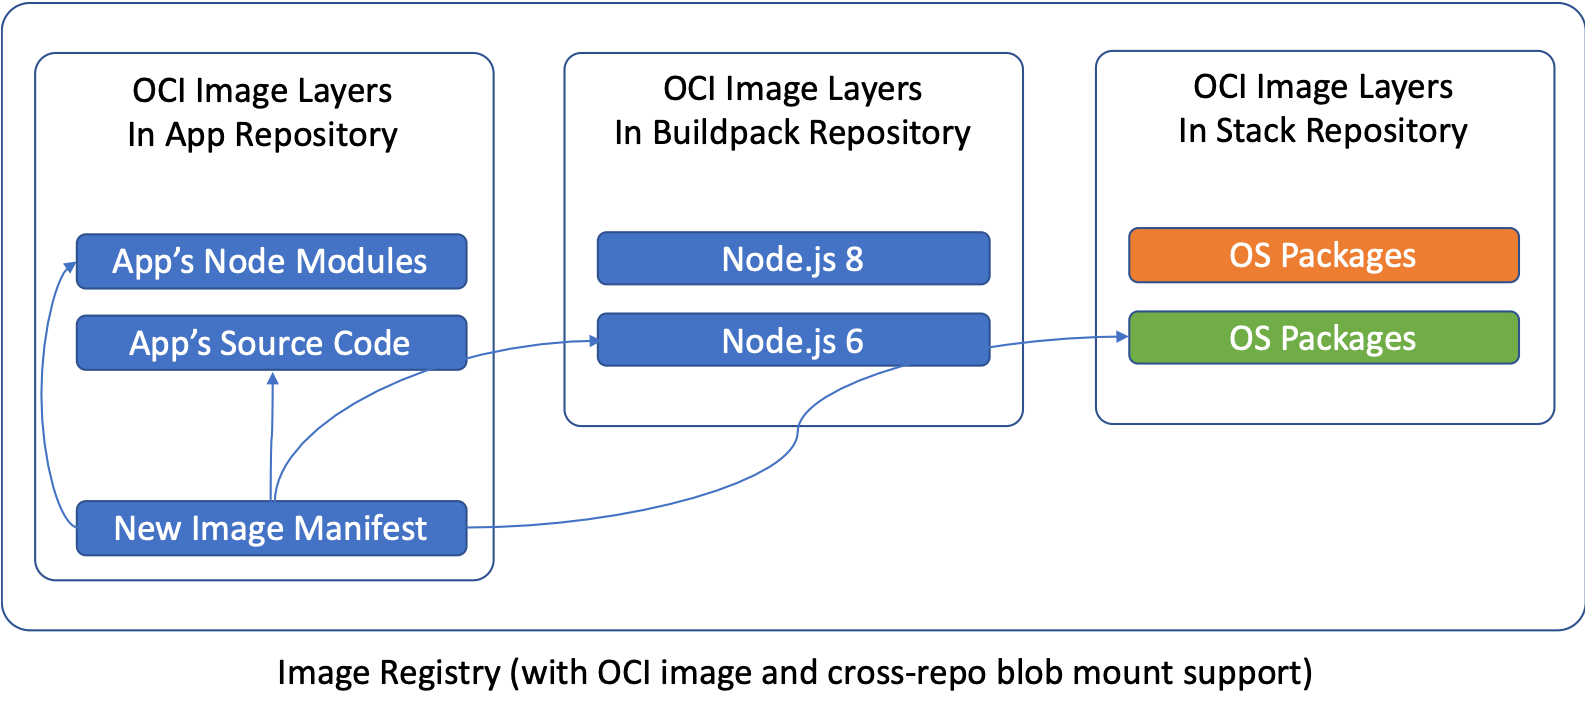 OCI Image Layers
In App Repository
App’s Node Modules
App’s Source Code
New Image Manifest
OCI Image Layers
In Buildpack Repository
Node.js 8
Node.js 6
OCI Image Layers
In Stack Repository
OS Packages
OS Packages
Image Registry (with OCI image and cross-repo blob mount support)